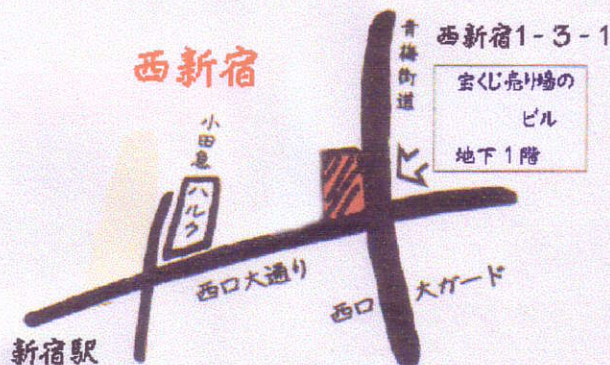 西新宿
青梅街道
西新宿1-3-1
宝くじ売り場の
ビル
地下1階
小田急
ハルク
西口大通り
西口大ガード
新宿駅